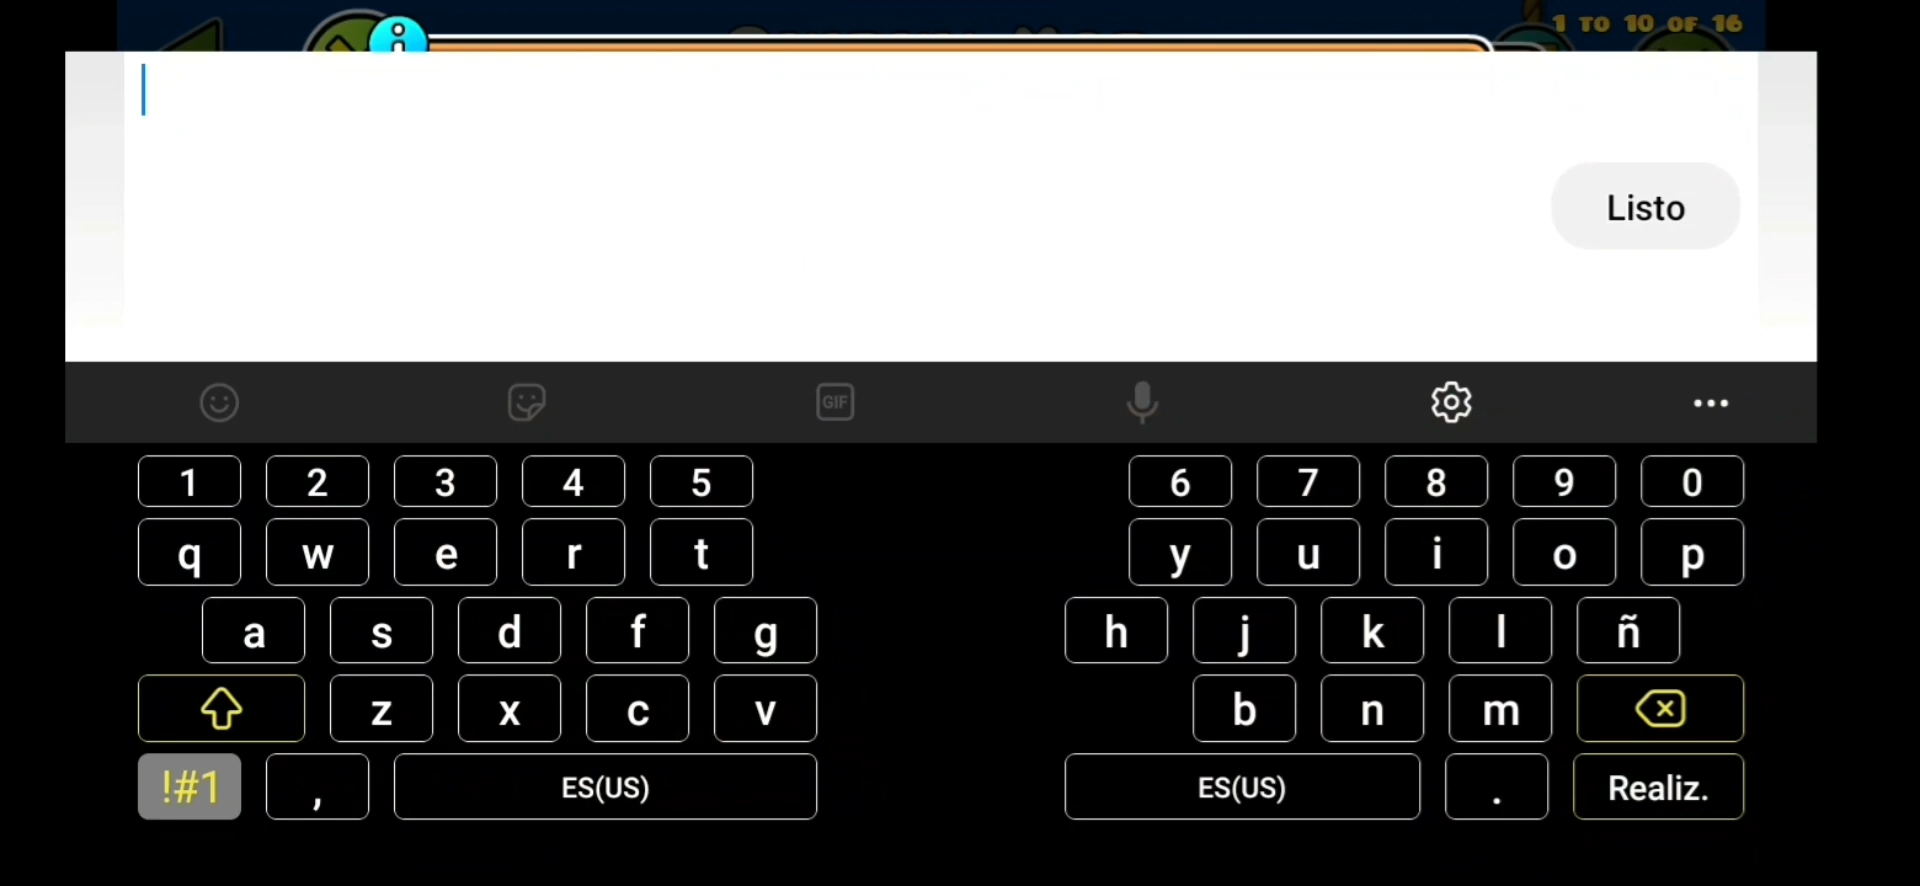 1 TO 10 OF 16
Listo
GIF
1 2 3 4 5 6 7 8 9 0
q w e r t y u i o p
a s d f g h j k l ñ
z x c v b n m
!#1 , ES(US) ES(US) . Realiz.